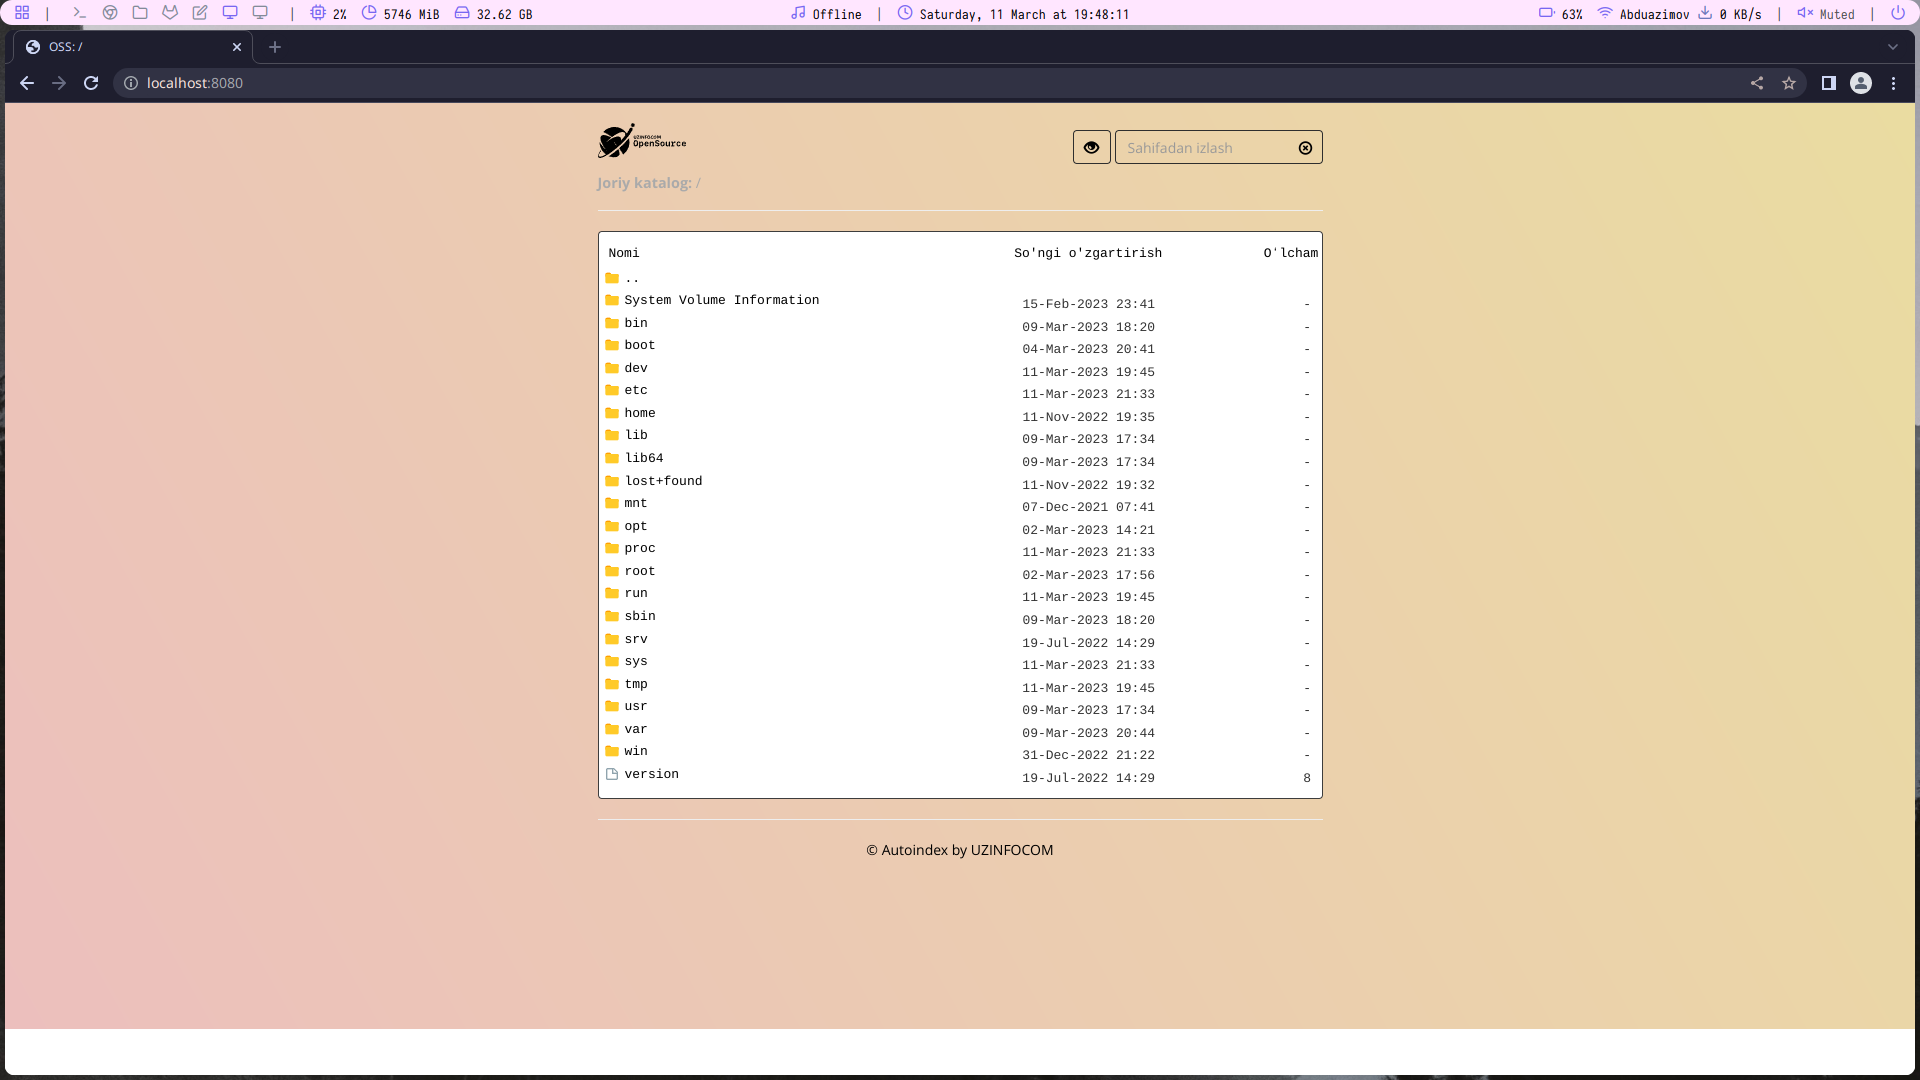 | | 2% 5746 MiB 32.62 GB Offline | Saturday, 11 March at 19:48:11 63% Abduazimov 0 KB/s | Muted |
OSS: /
localhost:8080
UZINFOCOM
OpenSource
Sahifadan izlash
Joriy katalog: /
Nomi So'ngi o'zgartirish O'lcham
..
System Volume Information 15-Feb-2023 23:41 -
bin 09-Mar-2023 18:20 -
boot 04-Mar-2023 20:41 -
dev 11-Mar-2023 19:45 -
etc 11-Mar-2023 21:33 -
home 11-Nov-2022 19:35 -
lib 09-Mar-2023 17:34 -
lib64 09-Mar-2023 17:34 -
lost+found 11-Nov-2022 19:32 -
mnt 07-Dec-2021 07:41 -
opt 02-Mar-2023 14:21 -
proc 11-Mar-2023 21:33 -
root 02-Mar-2023 17:56 -
run 11-Mar-2023 19:45 -
sbin 09-Mar-2023 18:20 -
srv 19-Jul-2022 14:29 -
sys 11-Mar-2023 21:33 -
tmp 11-Mar-2023 19:45 -
usr 09-Mar-2023 17:34 -
var 09-Mar-2023 20:44 -
win 31-Dec-2022 21:22 -
version 19-Jul-2022 14:29 8
© Autoindex by UZINFOCOM